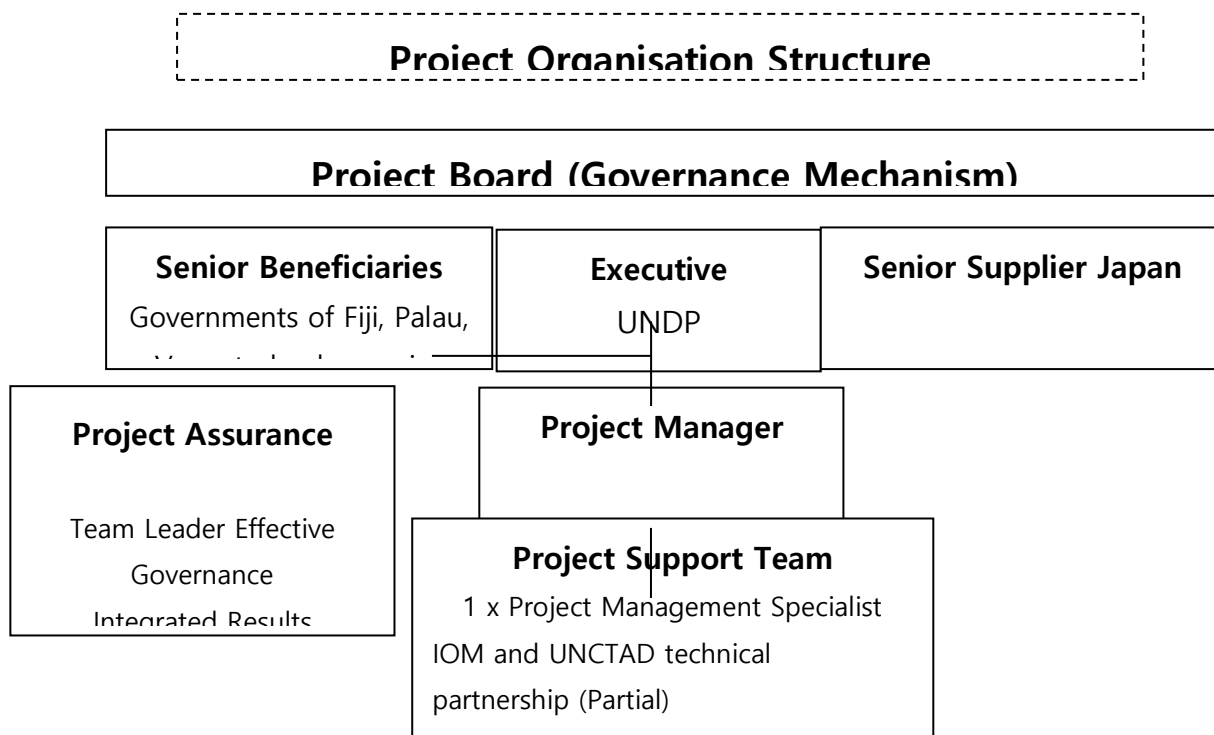 Project Organisation Structure
Project Board (Governance Mechanism)
Senior Beneficiaries
Governments of Fiji, Palau,
Executive
UNDP
Senior Supplier Japan
Project Assurance
Team Leader Effective
Governance
Integrated Results
Project Manager
Project Support Team
1 x Project Management Specialist
IOM and UNCTAD technical
partnership (Partial)